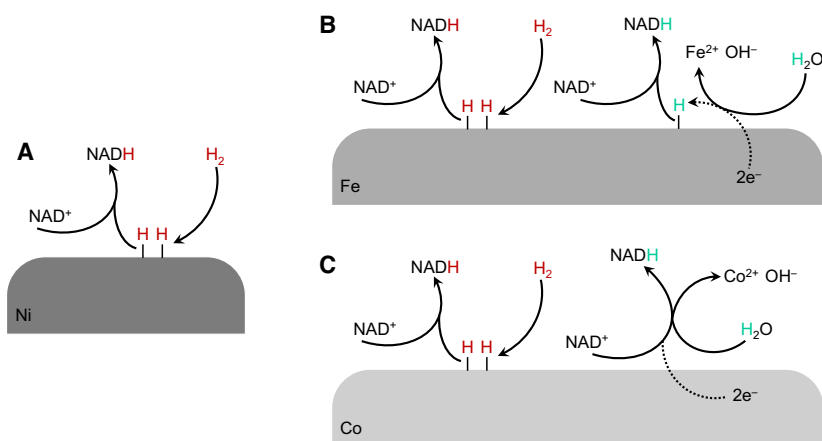 A
NADH
H₂
NAD⁺
H H
Ni
B
NADH
H₂
NAD⁺
H H
NADH
Fe²⁺ OH⁻
H₂O
NAD⁺
H
2e⁻
Fe
C
NADH
H₂
NAD⁺
H H
NADH
Co²⁺ OH⁻
H₂O
NAD⁺
2e⁻
Co